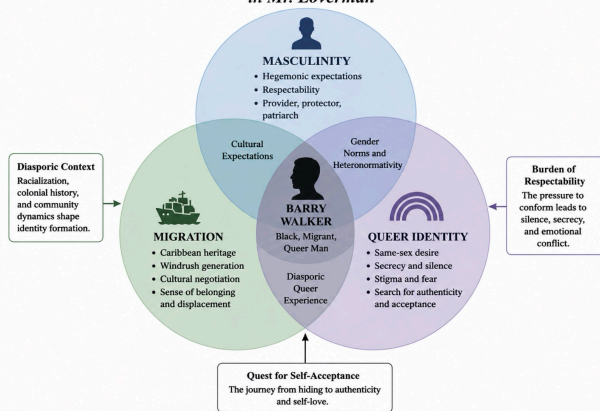 in Mr. Loverman
MASCULINITY
• Hegemonic expectations
• Respectability
• Provider, protector,
patriarch
Cultural
Expectations
Gender
Norms and
Heteronormativity
Diasporic Context
Racialization,
colonial history,
and community
dynamics shape
identity formation.
BARRY
WALKER
Black, Migrant,
Queer Man
Burden of
Respectability
The pressure to
conform leads to
silence, secrecy,
and emotional
conflict.
MIGRATION
• Caribbean heritage
• Windrush generation
• Cultural negotiation
• Sense of belonging
and displacement
QUEER IDENTITY
• Same-sex desire
• Secrecy and silence
• Stigma and fear
• Search for authenticity
and acceptance
Diasporic
Queer
Experience
Quest for Self-Acceptance
The journey from hiding to authenticity
and self-love.